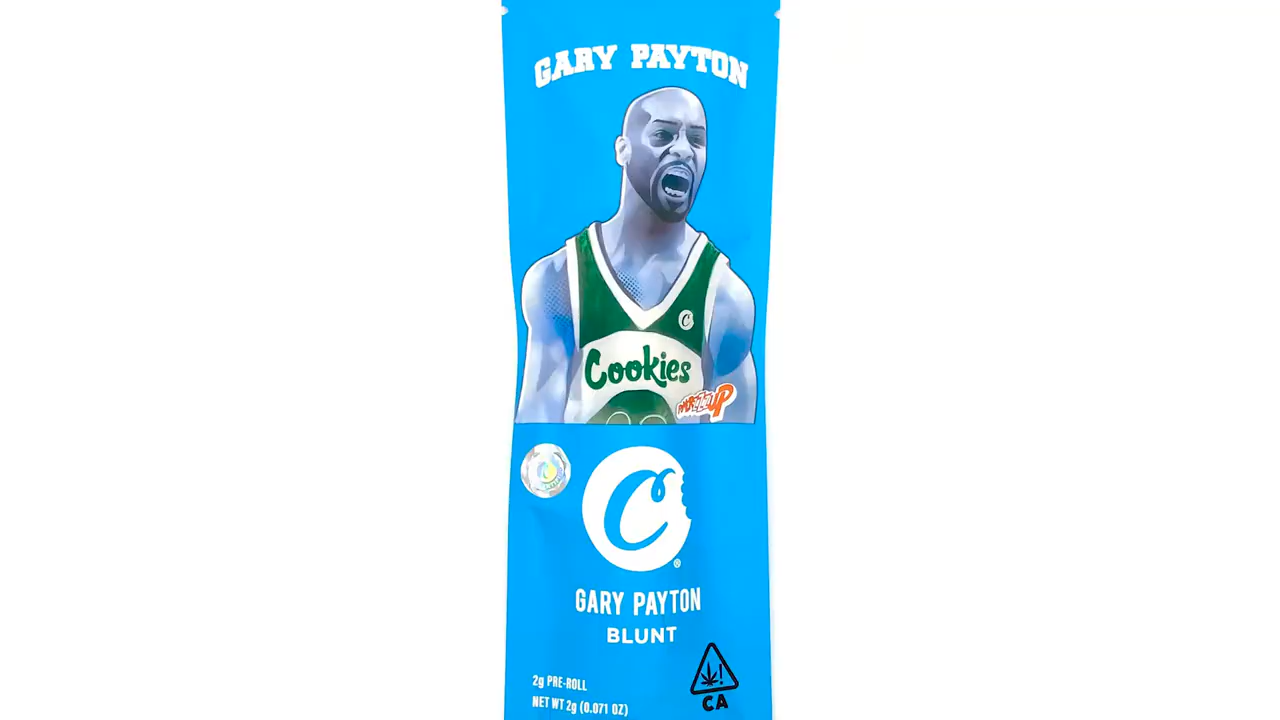 GARY PAYTON
C
Cookies
C
GARY PAYTON
BLUNT
2g PRE-ROLL
NET WT 2g (0.071 OZ)
!
CA